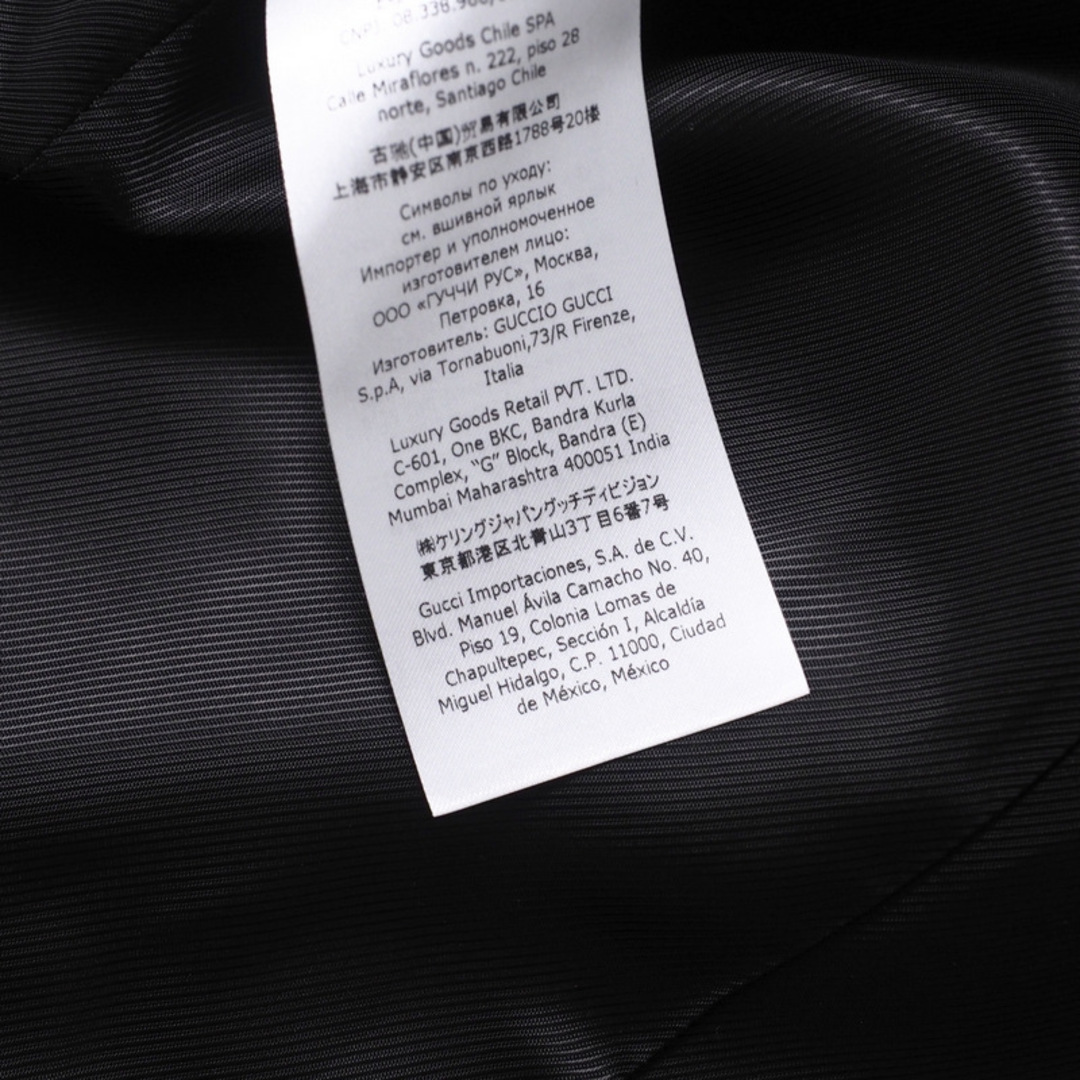 CNPJ: 08.338.966/
Luxury Goods Chile SPA
Calle Miraflores n. 222, piso 28
norte, Santiago Chile
古驰(中国)贸易有限公司
上海市静安区南京西路1788号20楼
Символы по уходу:
см. вшивной ярлык
Импортер и уполномоченное
изготовителем лицо:
ООО «ГУЧЧИ РУС», Москва,
Петровка, 16
Изготовитель: GUCCIO GUCCI
S.p.A, via Tornabuoni,73/R Firenze,
Italia
Luxury Goods Retail PVT. LTD.
C-601, One BKC, Bandra Kurla
Complex, “G” Block, Bandra (E)
Mumbai Maharashtra 400051 India
㈱ケリングジャパングッチディビジョン
東京都港区北青山3丁目6番7号
Gucci Importaciones, S.A. de C.V.
Blvd. Manuel Ávila Camacho No. 40,
Piso 19, Colonia Lomas de
Chapultepec, Sección I, Alcaldía
Miguel Hidalgo, C.P. 11000, Ciudad
de México, México